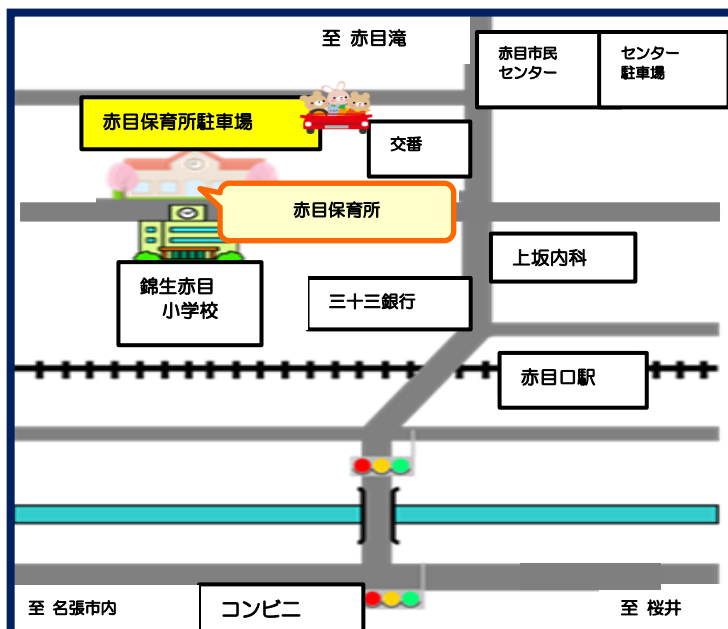 至 赤目滝
赤目市民
センター
センター
駐車場
赤目保育所駐車場
交番
赤目保育所
上坂内科
錦生赤目
小学校
三十三銀行
赤目口駅
至 名張市内
コンビニ
至 桜井